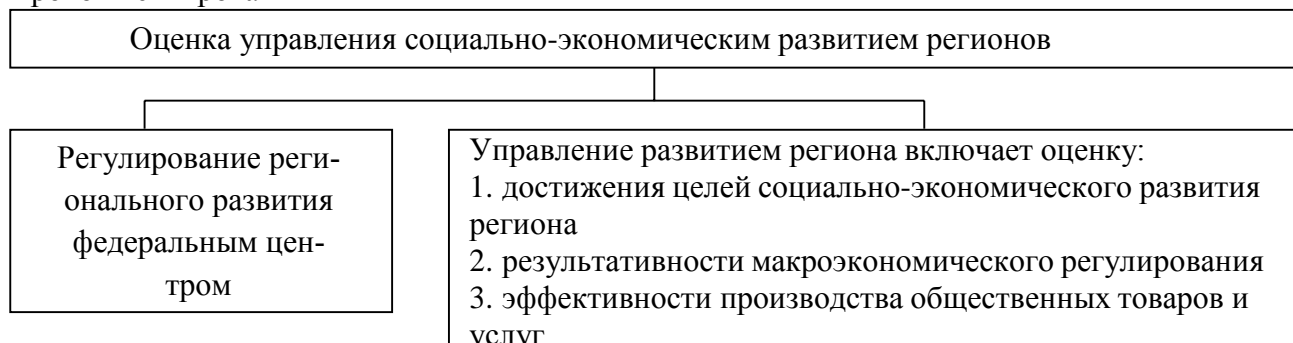 Оценка управления социально-экономическим развитием регионов
Регулирование реги-
онального развития
федеральным цен-
тром
Управление развитием региона включает оценку:
1. достижения целей социально-экономического развития
региона
2. результативности макроэкономического регулирования
3. эффективности производства общественных товаров и
услуг